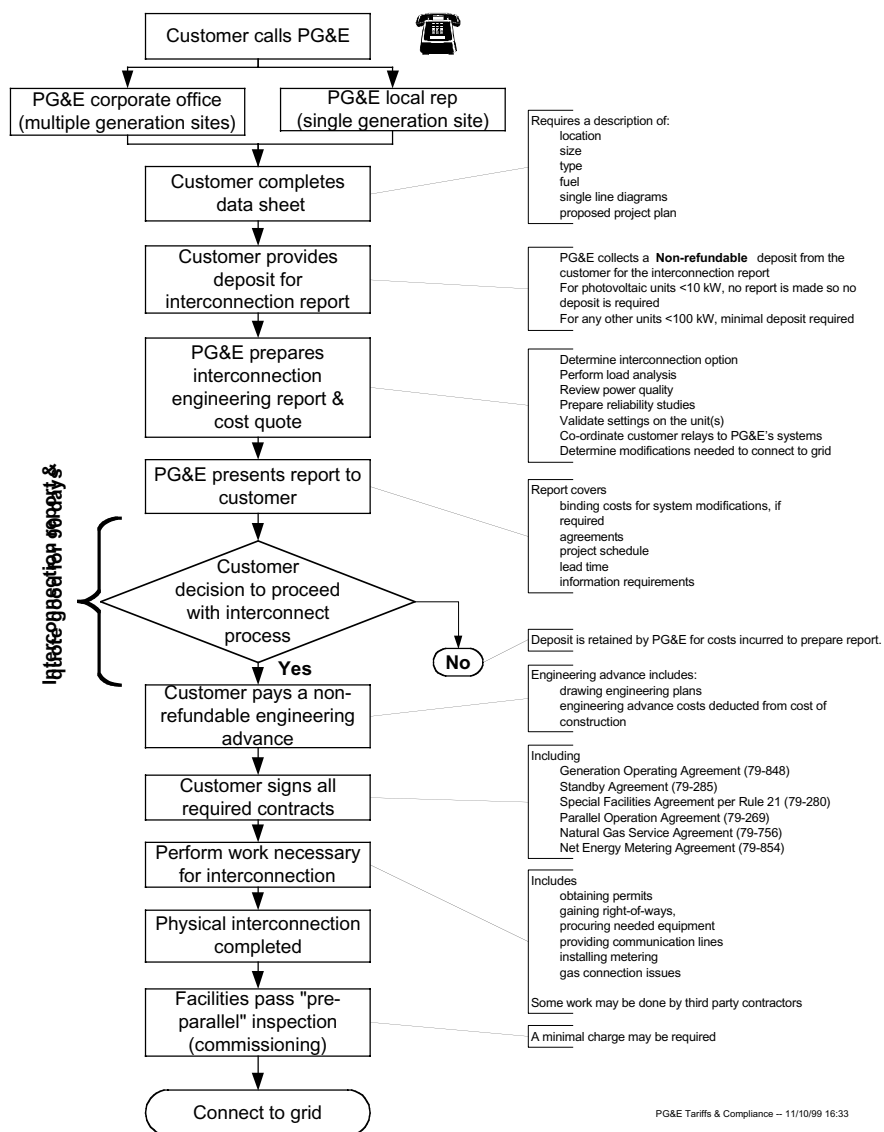 Customer calls PG&E
PG&E corporate office
(multiple generation sites)
PG&E local rep
(single generation site)
Customer completes
data sheet
Requires a description of:
location
size
type
fuel
single line diagrams
proposed project plan
Customer provides
deposit for
interconnection report
PG&E collects a Non-refundable deposit from the
customer for the interconnection report
For photovoltaic units <10 kW, no report is made so no
deposit is required
For any other units <100 kW, minimal deposit required
PG&E prepares
interconnection
engineering report &
cost quote
Determine interconnection option
Perform load analysis
Review power quality
Prepare reliability studies
Validate settings on the unit(s)
Co-ordinate customer relays to PG&E's systems
Determine modifications needed to connect to grid
PG&E presents report to
customer
Report covers
binding costs for system modifications, if
required
agreements
project schedule
lead time
information requirements
Interconnection report &
quote good for 90 days
Customer
decision to proceed
with interconnect
process
No
Deposit is retained by PG&E for costs incurred to prepare report.
Yes
Customer pays a non-
refundable engineering
advance
Engineering advance includes:
drawing engineering plans
engineering advance costs deducted from cost of
construction
Customer signs all
required contracts
Including
Generation Operating Agreement (79-848)
Standby Agreement (79-285)
Special Facilities Agreement per Rule 21 (79-280)
Parallel Operation Agreement (79-269)
Natural Gas Service Agreement (79-756)
Net Energy Metering Agreement (79-854)
Perform work necessary
for interconnection
Includes
obtaining permits
gaining right-of-ways,
procuring needed equipment
providing communication lines
installing metering
gas connection issues
Some work may be done by third party contractors
Physical interconnection
completed
Facilities pass "pre-
parallel" inspection
(commissioning)
A minimal charge may be required
Connect to grid
PG&E Tariffs & Compliance -- 11/10/99 16:33